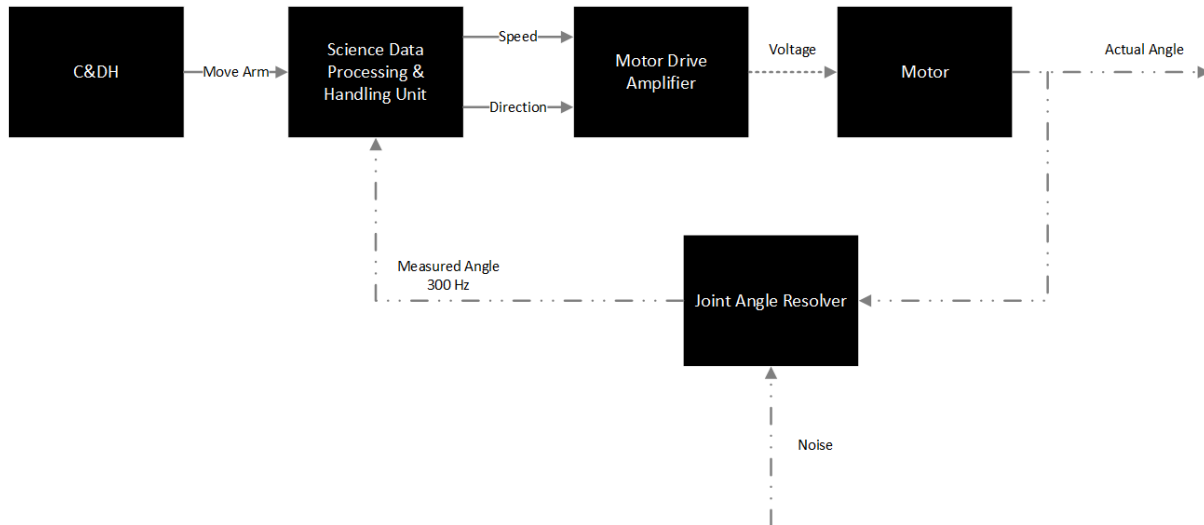 C&DH
Move Arm
Science Data
Processing &
Handling Unit
Speed
Direction
Motor Drive
Amplifier
Voltage
Motor
Actual Angle
Measured Angle
300 Hz
Joint Angle Resolver
Noise